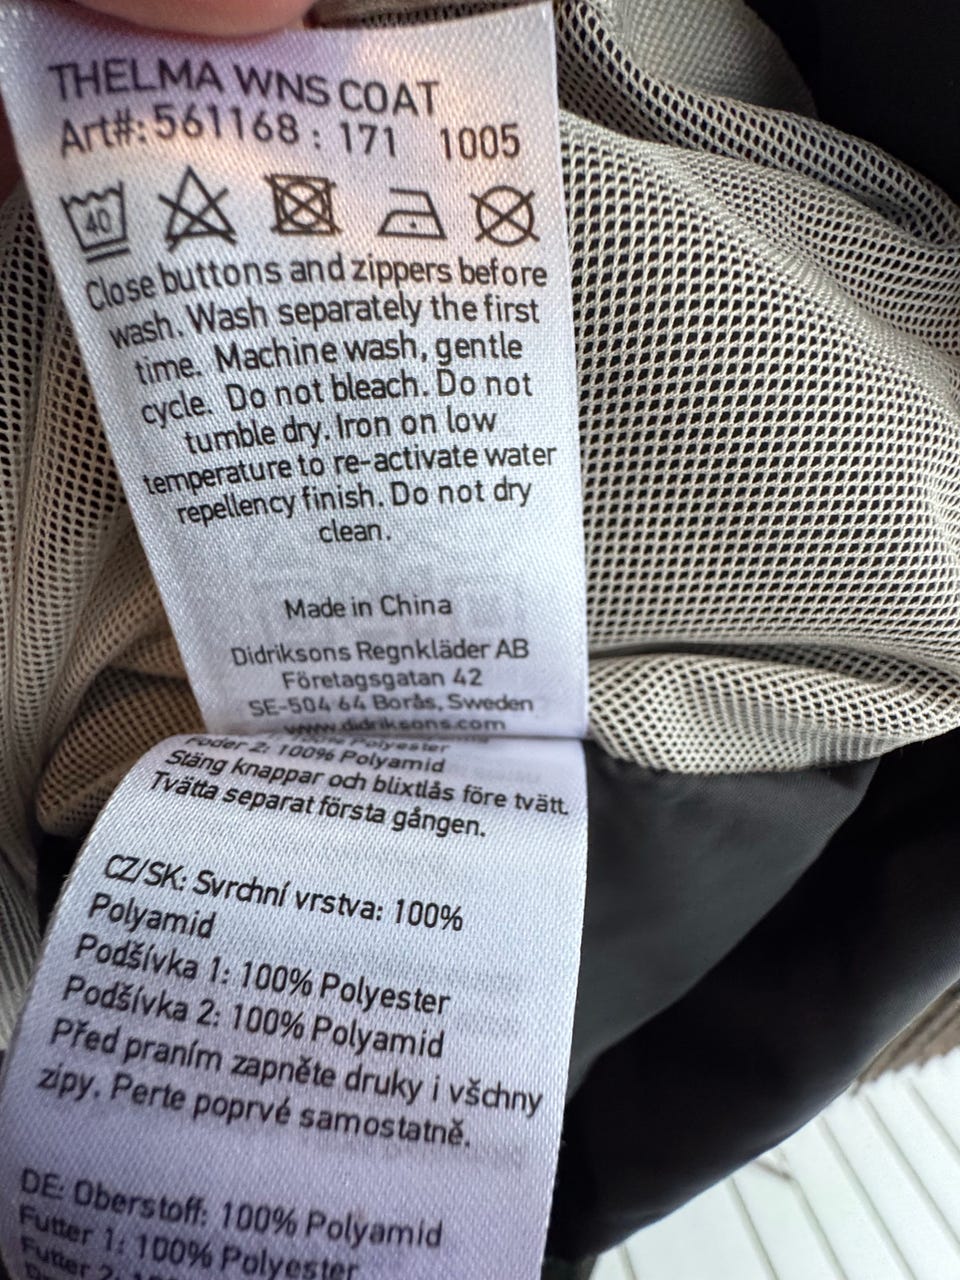 THELMA WNS COAT
Art#: 561168 : 171 1005
40
Close buttons and zippers before
wash. Wash separately the first
time. Machine wash, gentle
cycle. Do not bleach. Do not
tumble dry. Iron on low
temperature to re-activate water
repellency finish. Do not dry
clean.
Made in China
Didriksons Regnkläder AB
Företagsgatan 42
SE-504 64 Borås, Sweden
www.didriksons.com
Polyester
Foder 2: 100% Polyamid
Stäng knappar och blixtlås före tvätt.
Tvätta separat första gången.
CZ/SK: Svrchní vrstva: 100%
Polyamid
Podšívka 1: 100% Polyester
Podšívka 2: 100% Polyamid
Před praním zapněte druky i všchny
zipy. Perte poprvé samostatně.
DE: Oberstoff: 100% Polyamid
Futter 1: 100% Polyester
Futter 2: